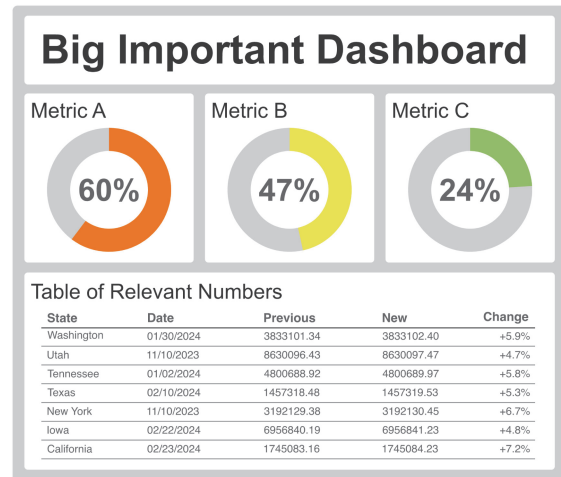 Big Important Dashboard
Metric A Metric B Metric C
60% 47% 24%
Table of Relevant Numbers
State Date Previous New Change
Washington 01/30/2024 3833101.34 3833102.40 +5.9%
Utah 11/10/2023 8630096.43 8630097.47 +4.7%
Tennessee 01/02/2024 4800688.92 4800689.97 +5.8%
Texas 02/10/2024 1457318.48 1457319.53 +5.3%
New York 11/10/2023 3192129.38 3192130.45 +6.7%
Iowa 02/22/2024 6956840.19 6956841.23 +4.8%
California 02/23/2024 1745083.16 1745084.23 +7.2%